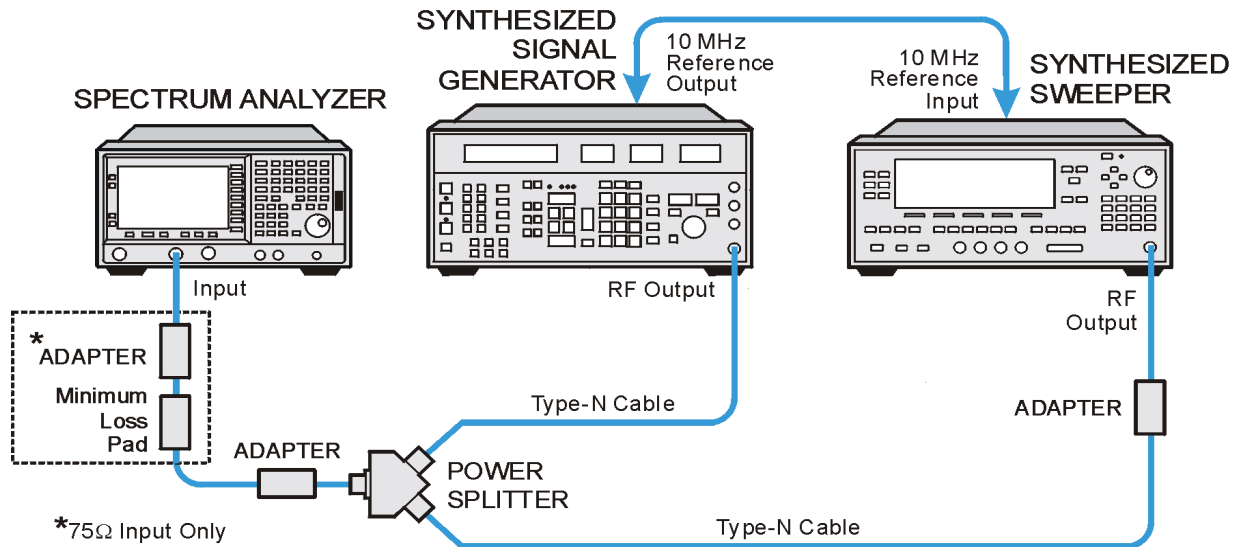 SYNTHESIZED
SIGNAL
GENERATOR
10 MHz
Reference
Output
10 MHz
Reference
Input
SYNTHESIZED
SWEEPER
SPECTRUM ANALYZER
Input
RF Output
RF
Output
*ADAPTER
Minimum
Loss
Pad
ADAPTER
Type-N Cable
ADAPTER
POWER
SPLITTER
*75Ω Input Only
Type-N Cable